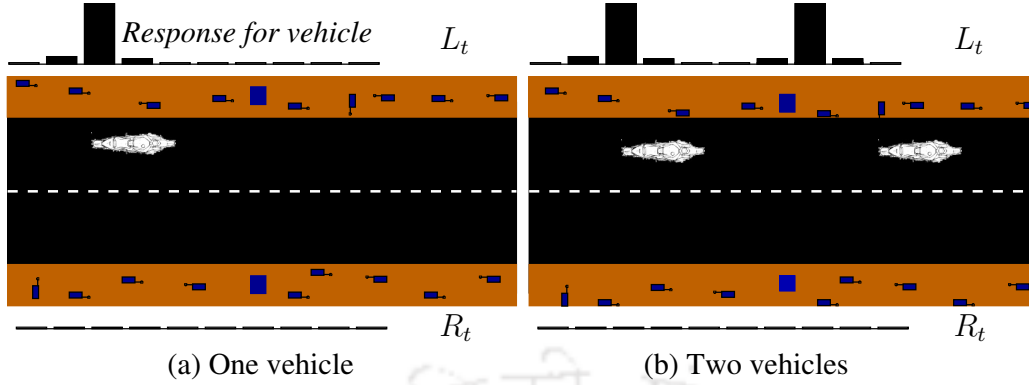 Response for vehicle
L_t
L_t
R_t
R_t
(a) One vehicle
(b) Two vehicles